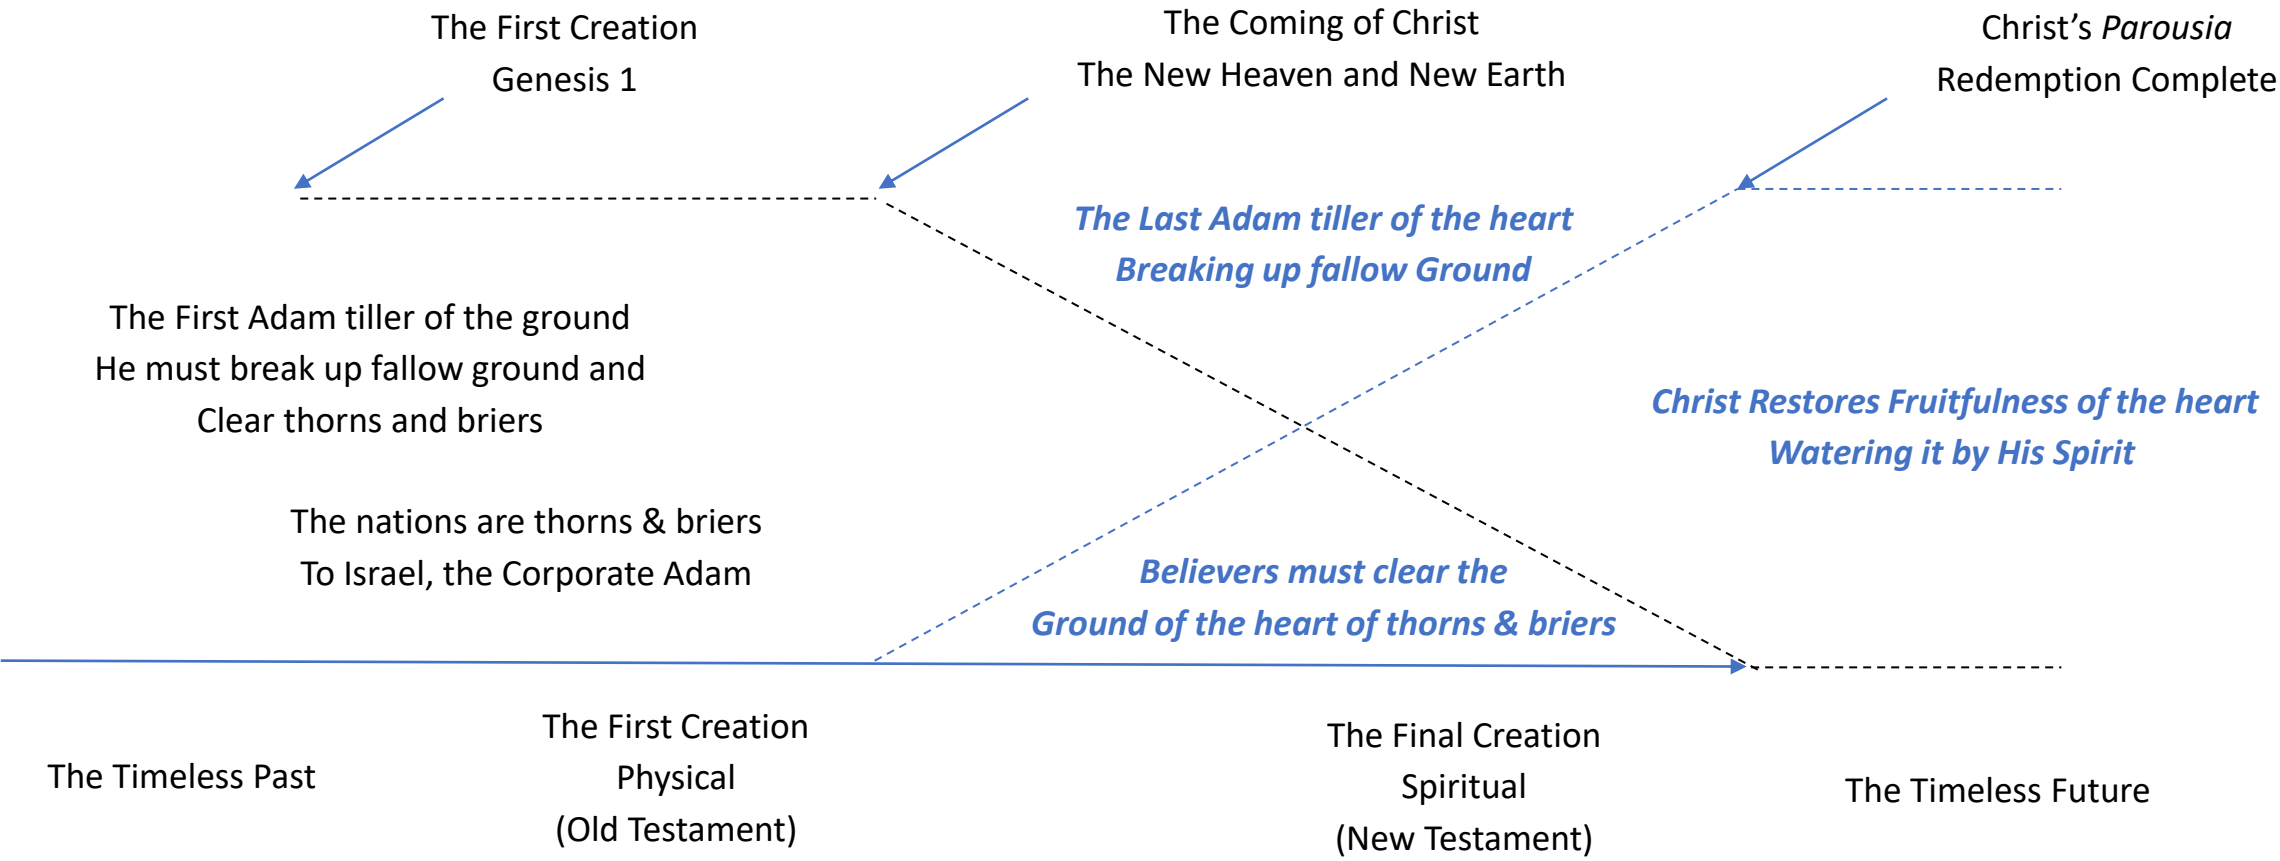 The First Creation
Genesis 1
The Coming of Christ
The New Heaven and New Earth
Christ’s Parousia
Redemption Complete
The Last Adam tiller of the heart
Breaking up fallow Ground
The First Adam tiller of the ground
He must break up fallow ground and
Clear thorns and briers
Christ Restores Fruitfulness of the heart
Watering it by His Spirit
The nations are thorns & briers
To Israel, the Corporate Adam
Believers must clear the
Ground of the heart of thorns & briers
The Timeless Past
The First Creation
Physical
(Old Testament)
The Final Creation
Spiritual
(New Testament)
The Timeless Future